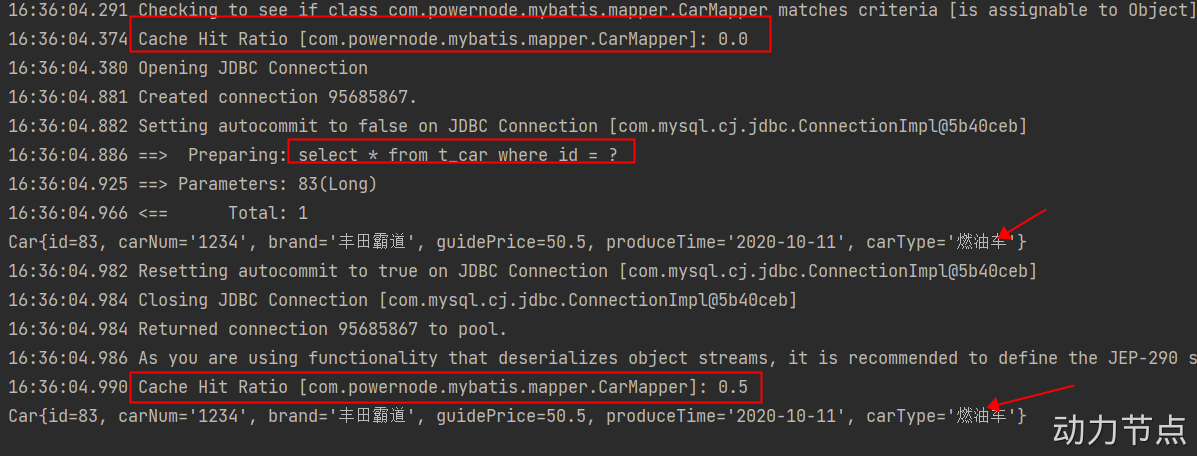 16:36:04.291 Checking to see if class com.powernode.mybatis.mapper.CarMapper matches criteria [is assignable to Object]
16:36:04.374 Cache Hit Ratio [com.powernode.mybatis.mapper.CarMapper]: 0.0
16:36:04.380 Opening JDBC Connection
16:36:04.881 Created connection 95685867.
16:36:04.882 Setting autocommit to false on JDBC Connection [com.mysql.cj.jdbc.ConnectionImpl@5b40ceb]
16:36:04.886 ==>  Preparing: select * from t_car where id = ?
16:36:04.925 ==> Parameters: 83(Long)
16:36:04.966 <==      Total: 1
Car{id=83, carNum='1234', brand='丰田霸道', guidePrice=50.5, produceTime='2020-10-11', carType='燃油车'}
16:36:04.982 Resetting autocommit to true on JDBC Connection [com.mysql.cj.jdbc.ConnectionImpl@5b40ceb]
16:36:04.984 Closing JDBC Connection [com.mysql.cj.jdbc.ConnectionImpl@5b40ceb]
16:36:04.984 Returned connection 95685867 to pool.
16:36:04.986 As you are using functionality that deserializes object streams, it is recommended to define the JEP-290 s
16:36:04.990 Cache Hit Ratio [com.powernode.mybatis.mapper.CarMapper]: 0.5
Car{id=83, carNum='1234', brand='丰田霸道', guidePrice=50.5, produceTime='2020-10-11', carType='燃油车'}
动力节点